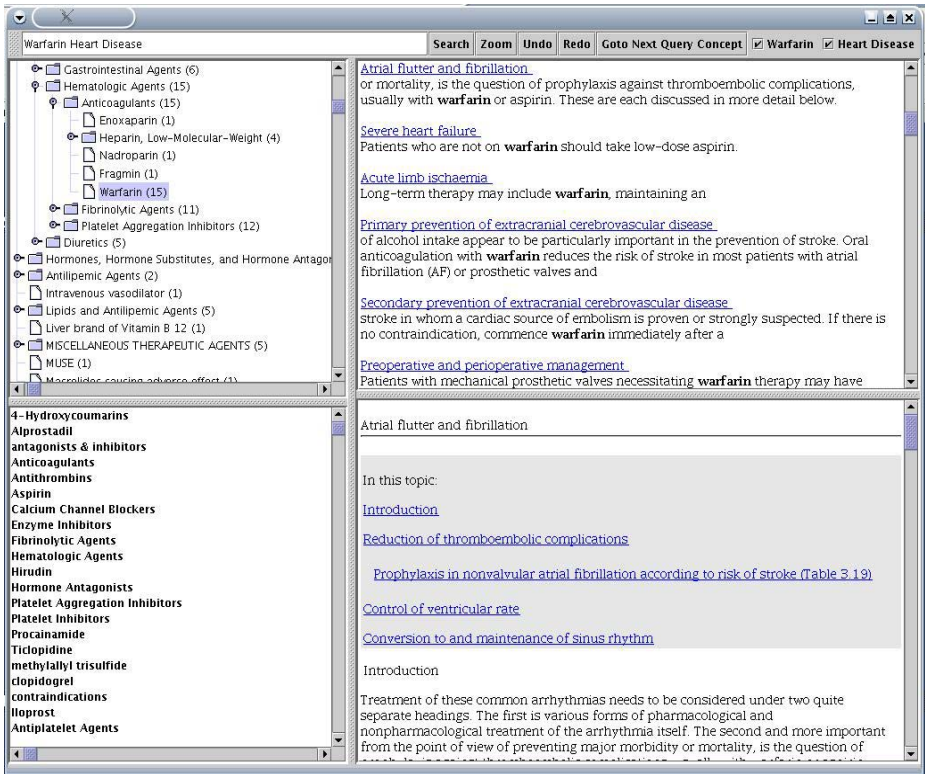 Warfarin Heart Disease
Search Zoom Undo Redo Goto Next Query Concept Warfarin Heart Disease
Gastrointestinal Agents (6)
Hematologic Agents (15)
Anticoagulants (15)
Enoxaparin (1)
Heparin, Low-Molecular-Weight (4)
Nadroparin (1)
Fragmin (1)
Warfarin (15)
Fibrinolytic Agents (11)
Platelet Aggregation Inhibitors (12)
Diuretics (5)
Hormones, Hormone Substitutes, and Hormone Antagor
Antilipemic Agents (2)
Intravenous vasodilator (1)
Lipids and Antilipemic Agents (5)
Liver brand of Vitamin B 12 (1)
MISCELLANEOUS THERAPEUTIC AGENTS (5)
MUSE (1)
Macrolides causing adverse effect (1)
Atrial flutter and fibrillation
or mortality, is the question of prophylaxis against thromboembolic complications,
usually with warfarin or aspirin. These are each discussed in more detail below.
Severe heart failure
Patients who are not on warfarin should take low-dose aspirin.
Acute limb ischaemia
Long-term therapy may include warfarin, maintaining an
Primary prevention of extracranial cerebrovascular disease
of alcohol intake appear to be particularly important in the prevention of stroke. Oral
anticoagulation with warfarin reduces the risk of stroke in most patients with atrial
fibrillation (AF) or prosthetic valves and
Secondary prevention of extracranial cerebrovascular disease
stroke in whom a cardiac source of embolism is proven or strongly suspected. If there is
no contraindication, commence warfarin immediately after a
Preoperative and perioperative management
Patients with mechanical prosthetic valves necessitating warfarin therapy may have
4-Hydroxycoumarins
Alprostadil
antagonists & inhibitors
Anticoagulants
Antithrombins
Aspirin
Calcium Channel Blockers
Enzyme Inhibitors
Fibrinolytic Agents
Hematologic Agents
Hirudin
Hormone Antagonists
Platelet Aggregation Inhibitors
Platelet Inhibitors
Procainamide
Ticlopidine
methylallyl trisulfide
clopidogrel
contraindications
Iloprost
Antiplatelet Agents
Atrial flutter and fibrillation
In this topic:
Introduction
Reduction of thromboembolic complications
Prophylaxis in nonvalvular atrial fibrillation according to risk of stroke (Table 3.19)
Control of ventricular rate
Conversion to and maintenance of sinus rhythm
Introduction
Treatment of these common arrhythmias needs to be considered under two quite
separate headings. The first is various forms of pharmacological and
nonpharmacological treatment of the arrhythmia itself. The second and more important
from the point of view of preventing major morbidity or mortality, is the question of